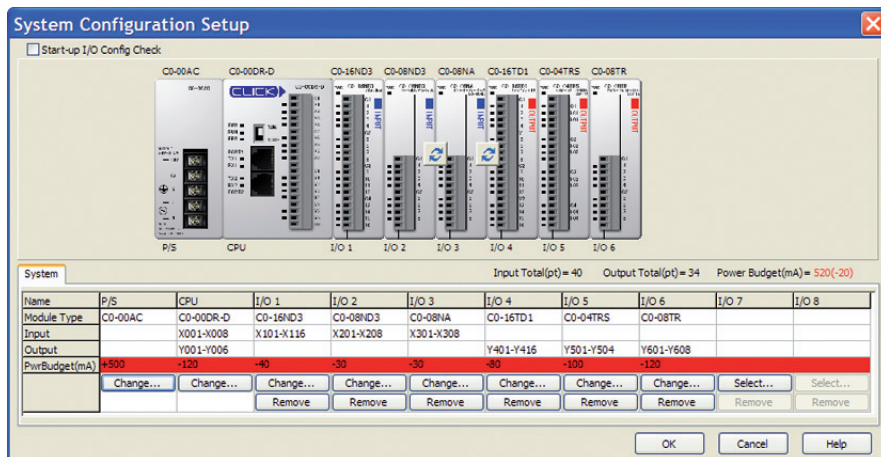 System Configuration Setup
Start-up I/O Config Check
C0-00AC C0-00DR-D C0-16ND3 C0-08ND3 C0-08NA C0-16TD1 C0-04TRS C0-08TR
CLICK
INPUT INPUT INPUT OUTPUT OUTPUT OUTPUT
P/S CPU I/O 1 I/O 2 I/O 3 I/O 4 I/O 5 I/O 6
System Input Total(pt)= 40 Output Total(pt)= 34 Power Budget(mA)= 520(-20)
Name P/S CPU I/O 1 I/O 2 I/O 3 I/O 4 I/O 5 I/O 6 I/O 7 I/O 8
Module Type C0-00AC C0-00DR-D C0-16ND3 C0-08ND3 C0-08NA C0-16TD1 C0-04TRS C0-08TR
Input X001-X008 X101-X116 X201-X208 X301-X308
Output Y001-Y006 Y401-Y416 Y501-Y504 Y601-Y608
PwrBudget(mA) +500 -120 -40 -30 -30 -80 -100 -120
Change... Change... Change... Change... Change... Change... Change... Change... Select... Select...
Remove Remove Remove Remove Remove Remove Remove Remove
OK Cancel Help